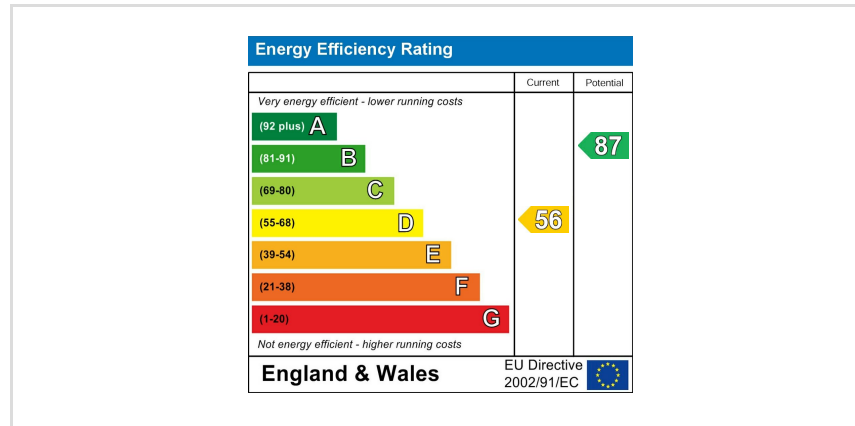 Energy Efficiency Rating
Current Potential
Very energy efficient - lower running costs
(92 plus) A
(81-91) B
87
(69-80) C
(55-68) D
56
(39-54) E
(21-38) F
(1-20) G
Not energy efficient - higher running costs
England & Wales
EU Directive
2002/91/EC